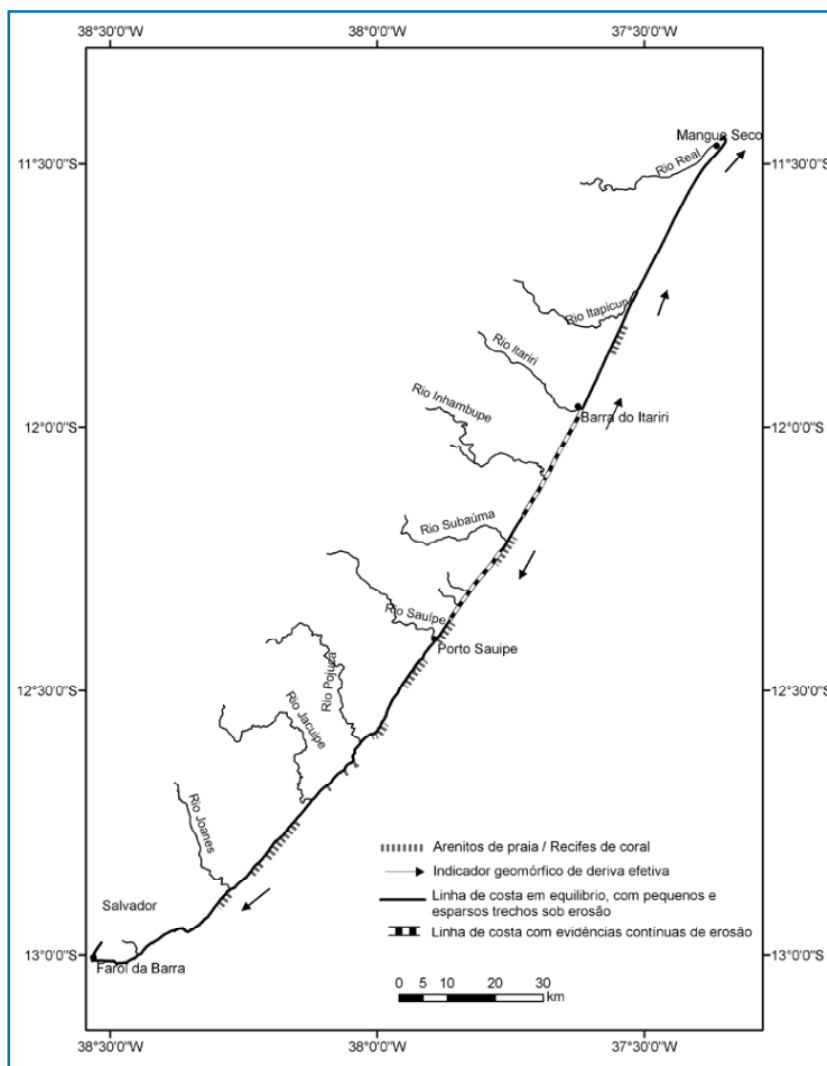 38°30'0"W 38°0'0"W 37°30'0"W
Mangue Seco
11°30'0"S 11°30'0"S
Rio Real
Rio Itapicuru
Rio Itariri
Rio Inhambupe
Barra do Itariri
12°0'0"S 12°0'0"S
Rio Subaúma
Rio Sauípe
Porto Sauipe
12°30'0"S 12°30'0"S
Rio Pojuca
Rio Jacuipe
Rio Joanes
Arenitos de praia / Recifes de coral
Indicador geomórfico de deriva efetiva
Linha de costa em equilibrio, com pequenos e
esparsos trechos sob erosão
Linha de costa com evidências contínuas de erosão
Salvador
13°0'0"S 13°0'0"S
Farol da Barra
0 5 10 20 30
km
38°30'0"W 38°0'0"W 37°30'0"W